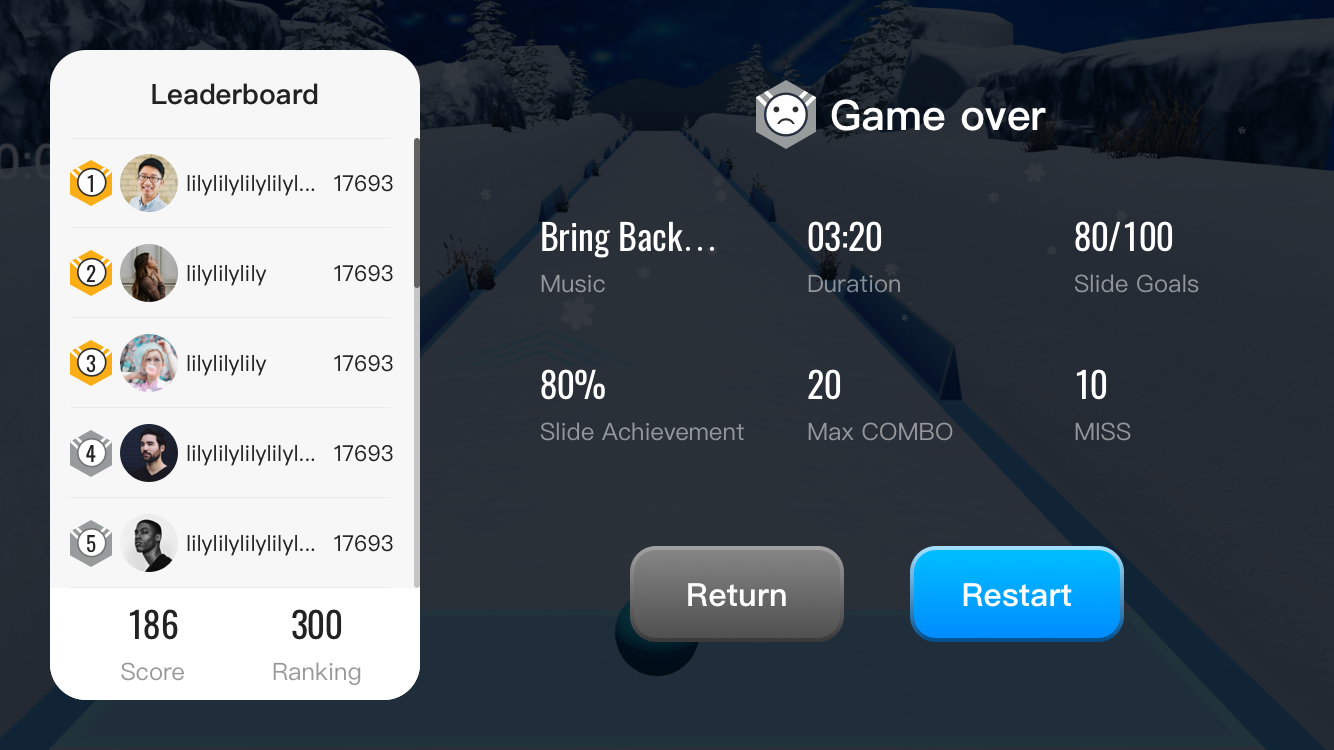 Leaderboard
1 lilylilylilylilyl... 17693
2 lilylilylily 17693
3 lilylilylily 17693
4 lilylilylilylilyl... 17693
5 lilylilylilylilyl... 17693
186 300
Score Ranking
Game over
Bring Back... 03:20 80/100
Music Duration Slide Goals
80% 20 10
Slide Achievement Max COMBO MISS
Return Restart